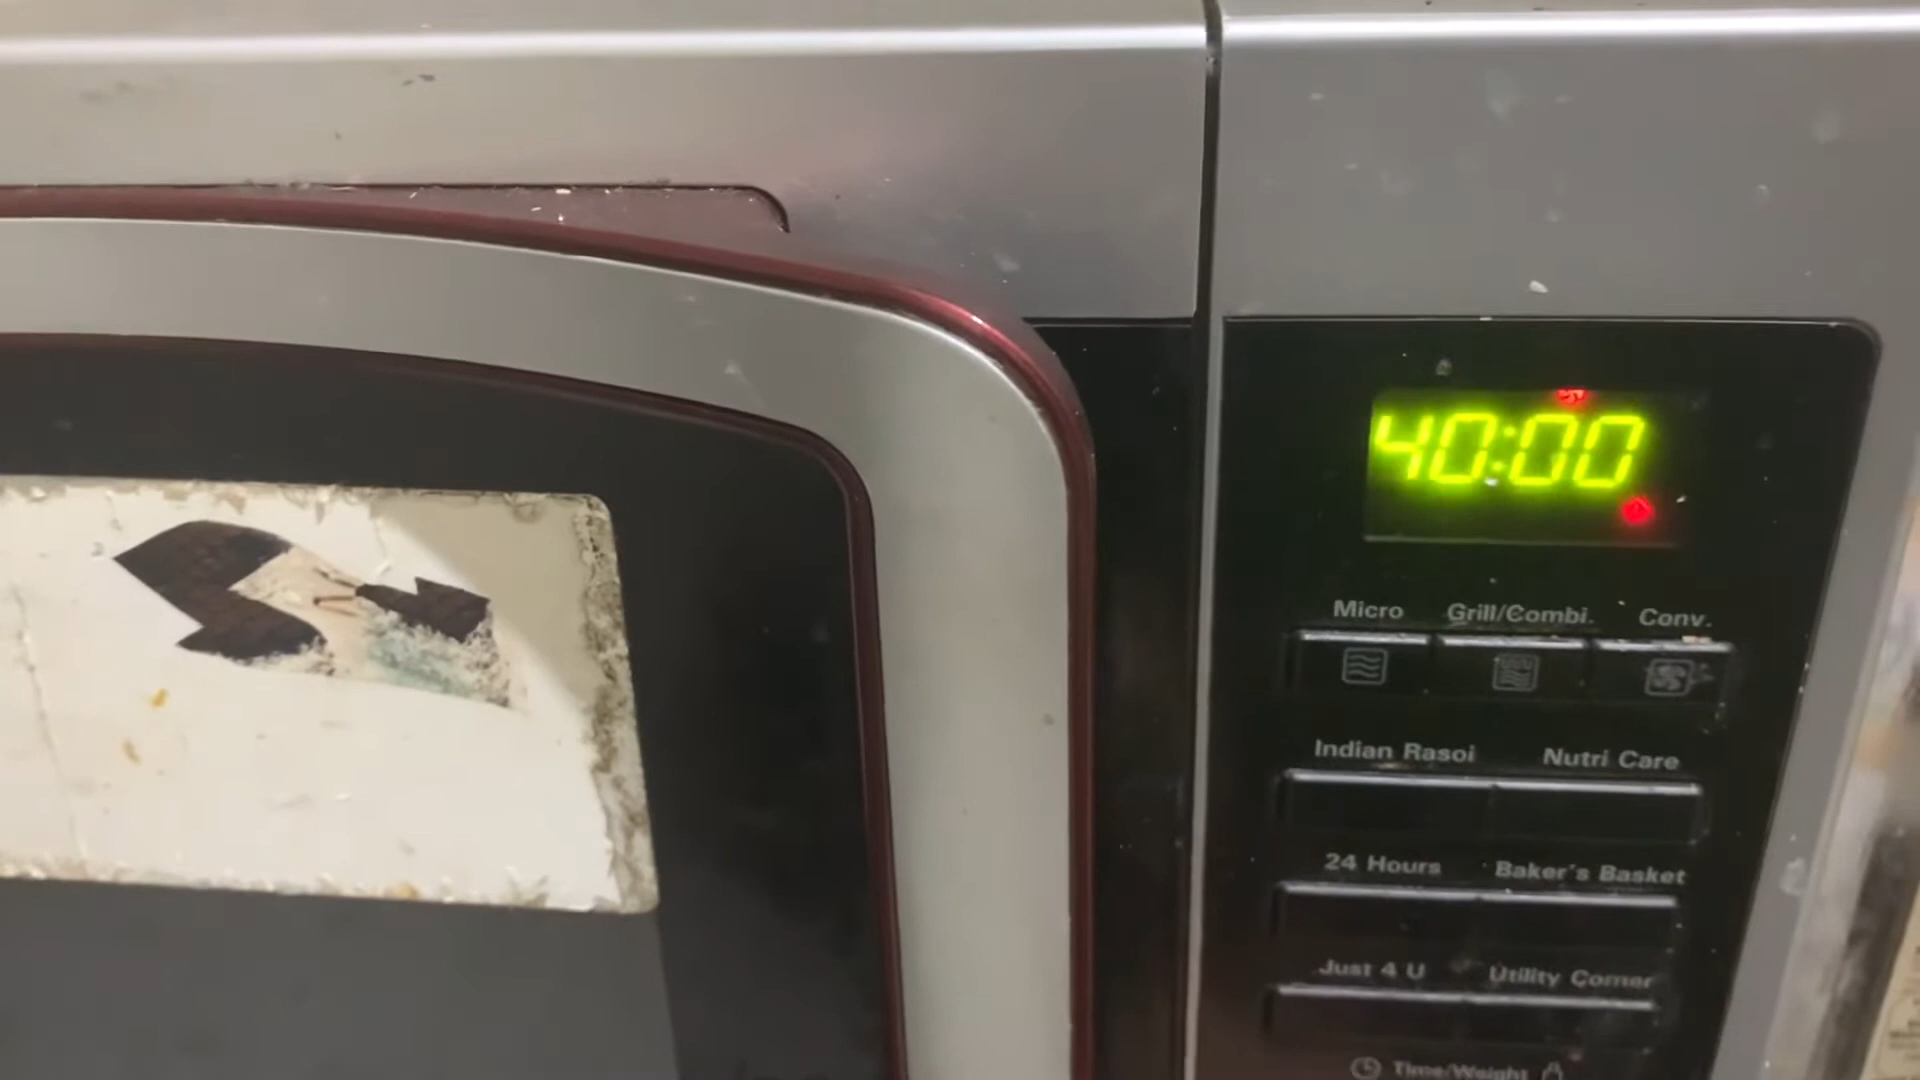 40:00
Micro Grill/Combi. Conv.
Indian Rasoi Nutri Care
24 Hours Baker's Basket
Just 4 U Utility Corner
Time/Weight